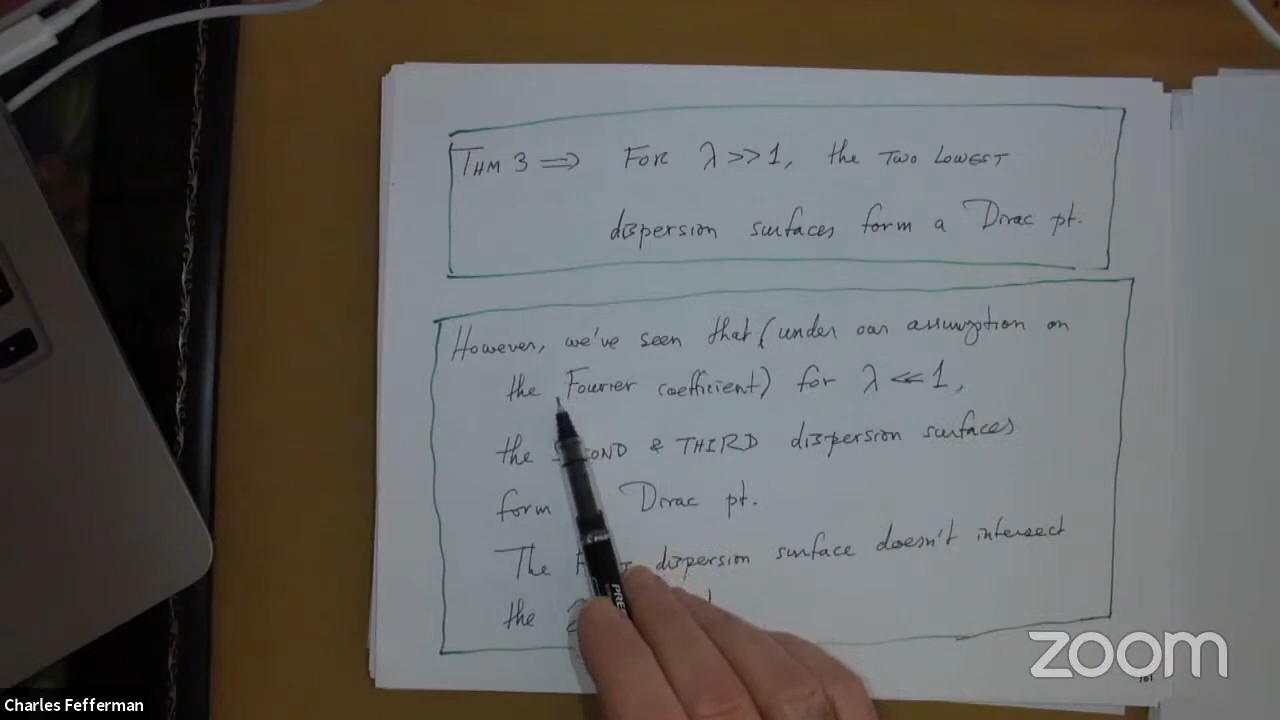 THM 3 ⟹ FOR λ >> 1, the TWO LOWEST
dispersion surfaces form a Dirac pt.
However, we've seen that (under our assumption on
the Fourier coefficient) for λ << 1,
the & THIRD dispersion surfaces
form Dirac pt.
The dispersion surface doesn't intersect
the
zoom
Charles Fefferman